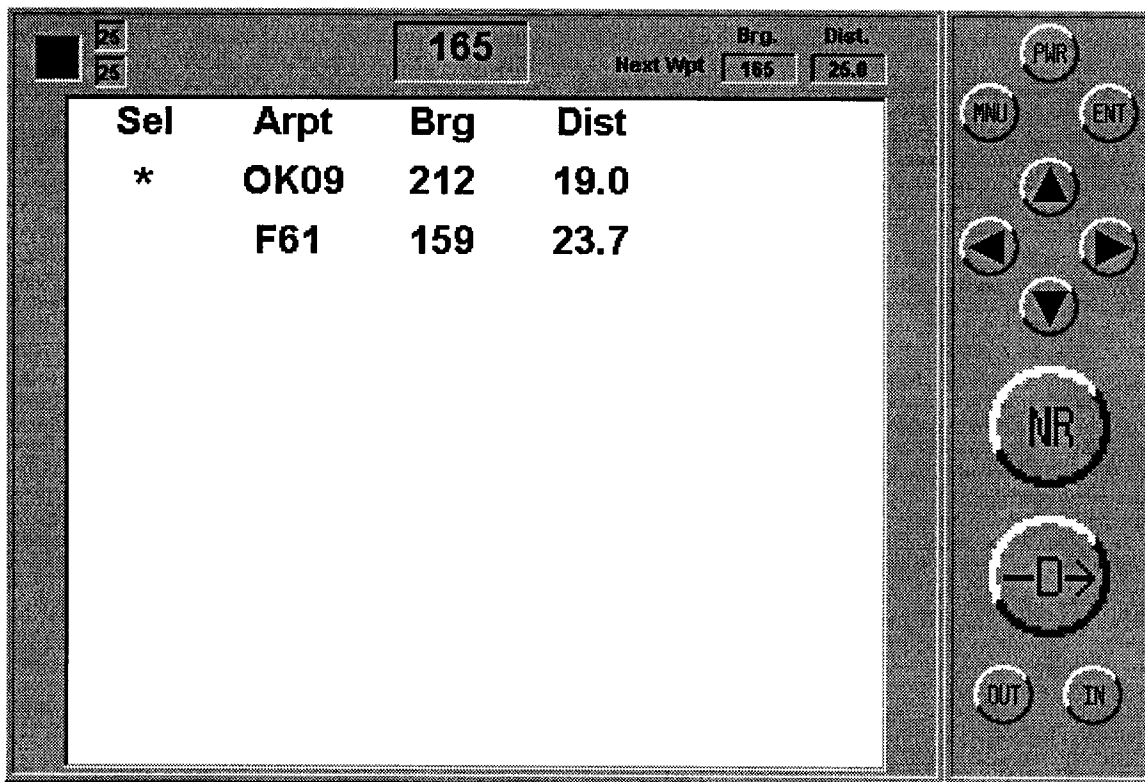 25
25
165
Brg. Dist.
Next Wpt 165 25.0
Sel Arpt Brg Dist
* OK09 212 19.0
F61 159 23.7
PWR
MNU ENT
NR
D
OUT IN